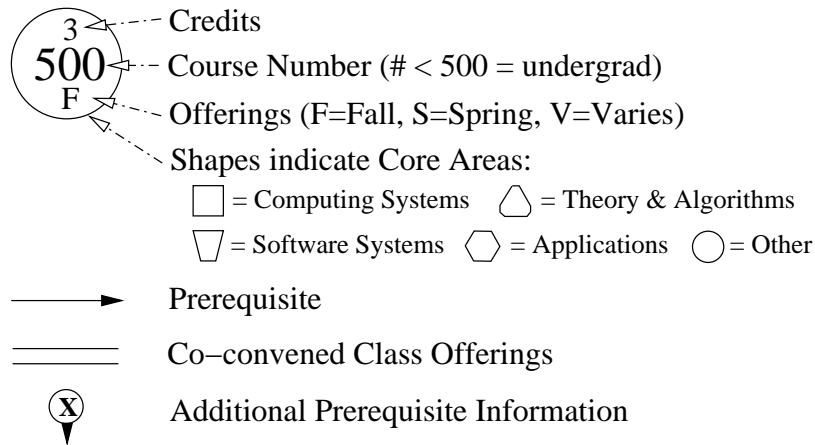 3
Credits
500
Course Number (# < 500 = undergrad)
F
Offerings (F=Fall, S=Spring, V=Varies)
Shapes indicate Core Areas:
= Computing Systems = Theory & Algorithms
= Software Systems = Applications = Other
Prerequisite
Co−convened Class Offerings
X Additional Prerequisite Information